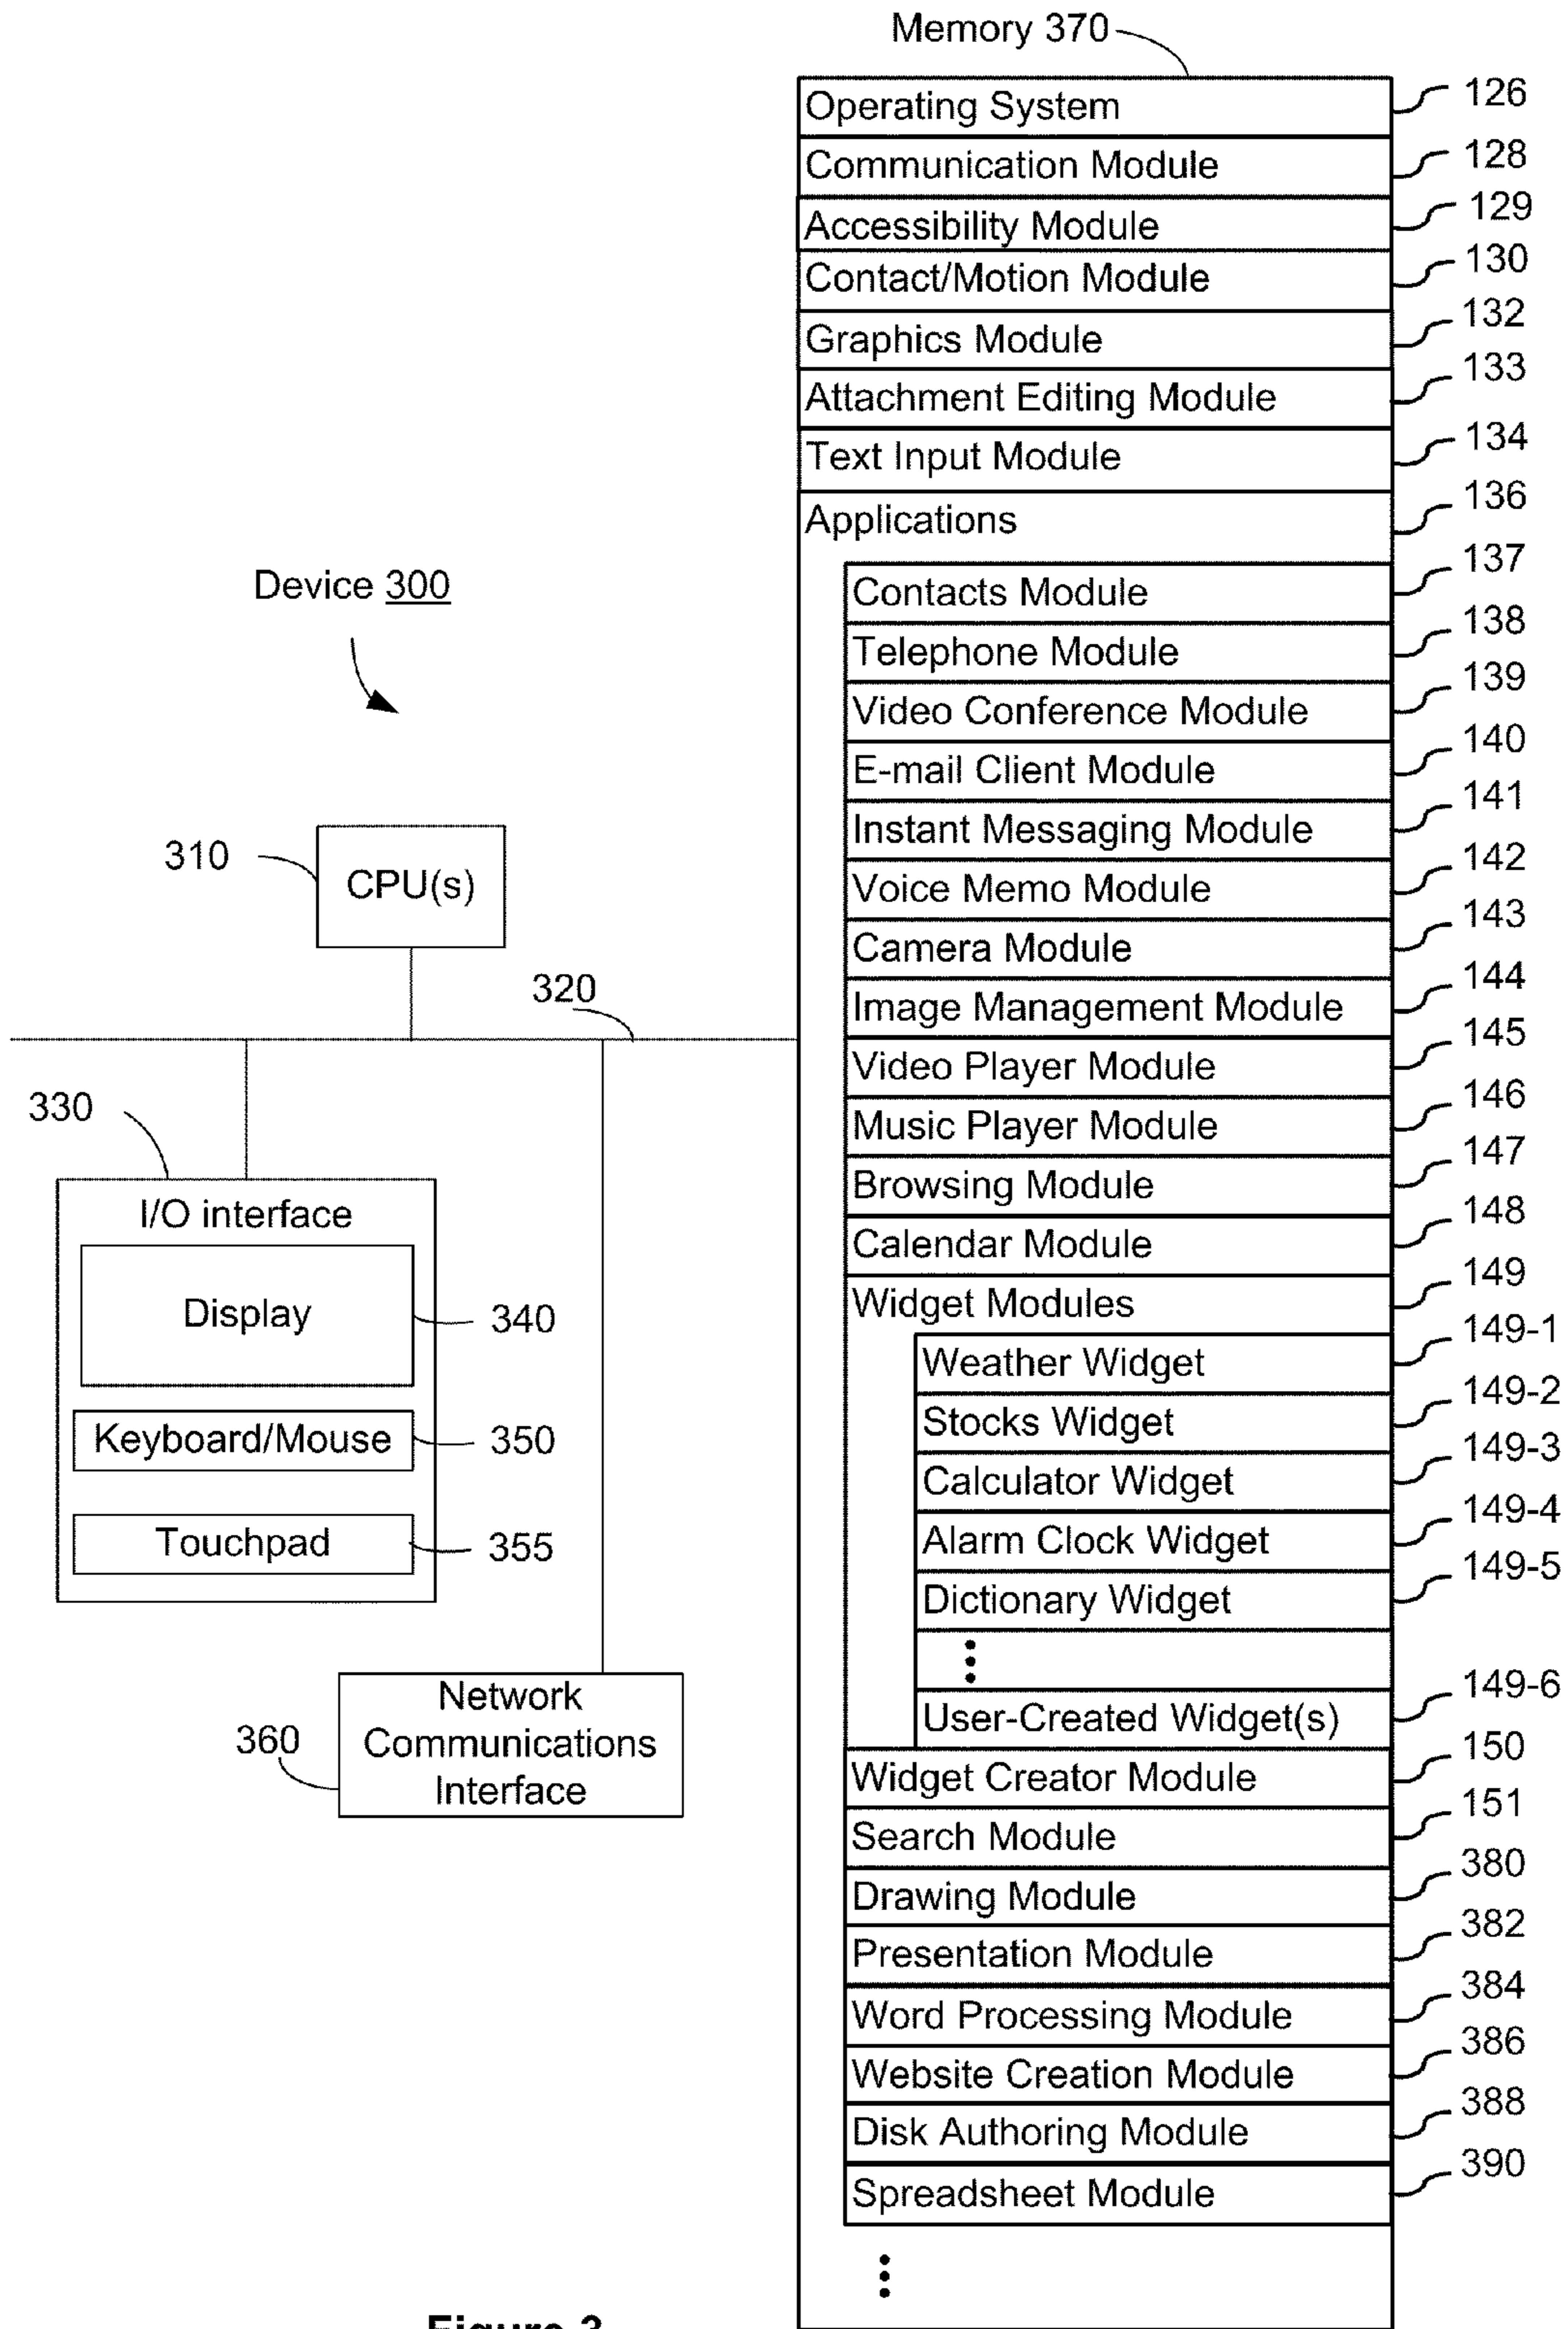 Memory 370
Operating System 126
Communication Module 128
Accessibility Module 129
Contact/Motion Module 130
Graphics Module 132
Attachment Editing Module 133
Text Input Module 134
Applications 136
Contacts Module 137
Telephone Module 138
Video Conference Module 139
E-mail Client Module 140
Instant Messaging Module 141
Voice Memo Module 142
Camera Module 143
Image Management Module 144
Video Player Module 145
Music Player Module 146
Browsing Module 147
Calendar Module 148
Widget Modules 149
Weather Widget 149-1
Stocks Widget 149-2
Calculator Widget 149-3
Alarm Clock Widget 149-4
Dictionary Widget 149-5
User-Created Widget(s) 149-6
Widget Creator Module 150
Search Module 151
Drawing Module 380
Presentation Module 382
Word Processing Module 384
Website Creation Module 386
Disk Authoring Module 388
Spreadsheet Module 390
Device 300
310
CPU(s)
320
330
I/O interface
Display 340
Keyboard/Mouse 350
Touchpad 355
360
Network
Communications
Interface
Figure 3